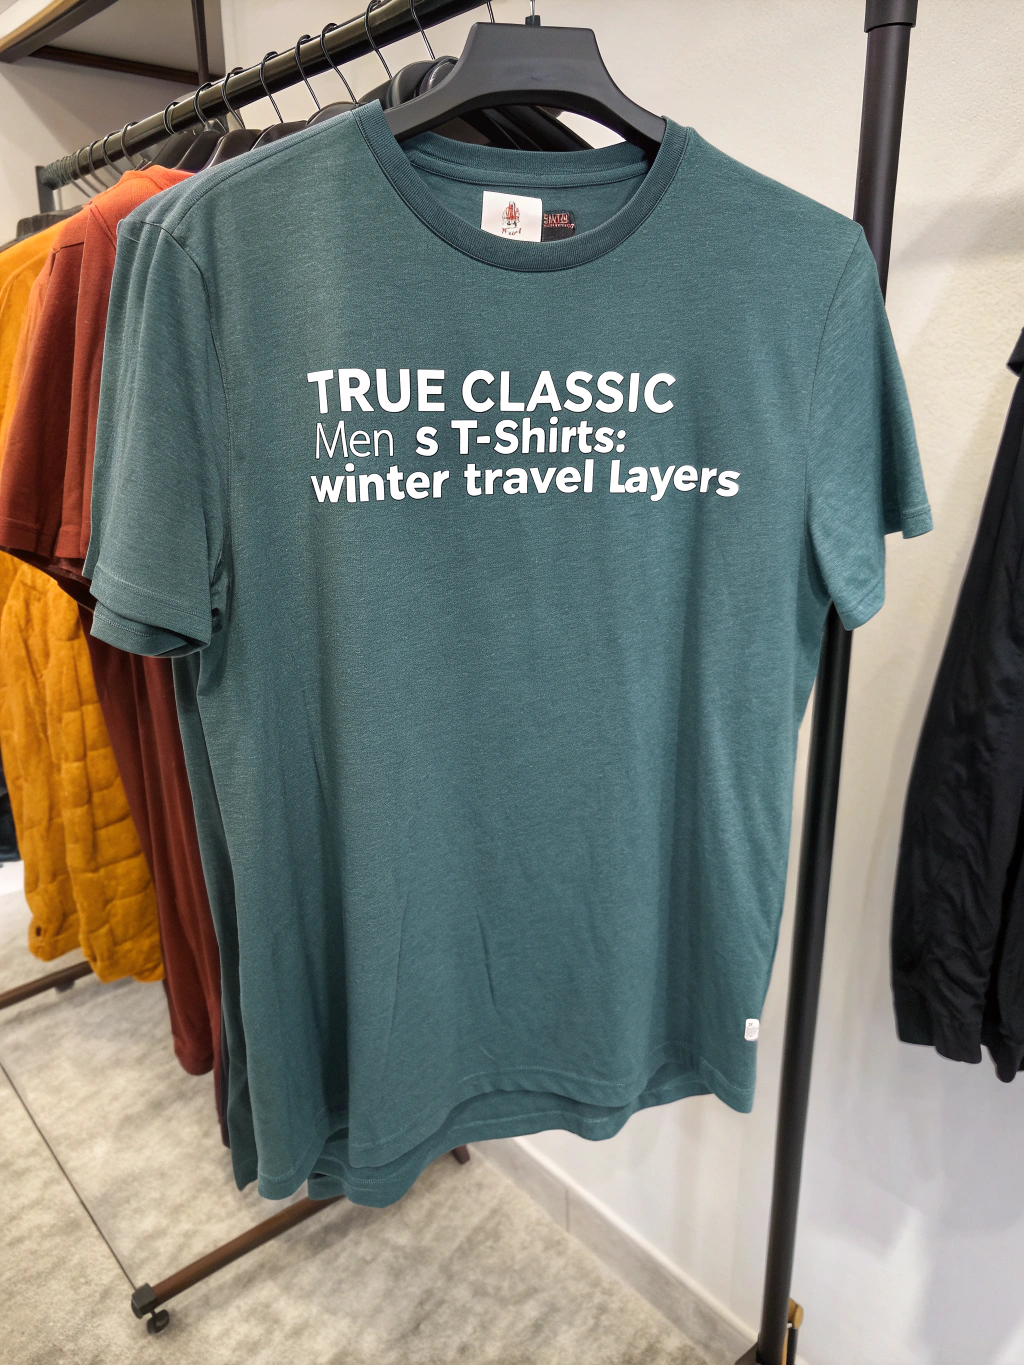 TRUE CLASSIC
Men s T-Shirts:
winter travel Layers